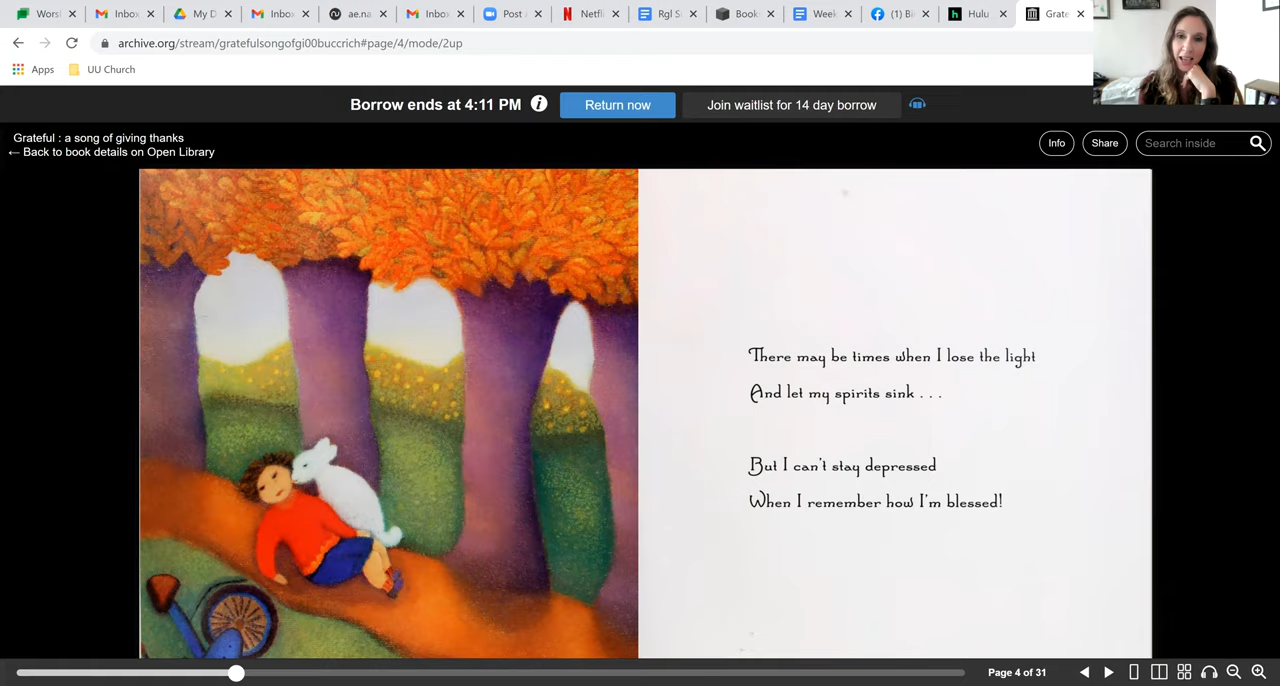 Worsl
Inbox
My D
Inbox
Inbo:
ae.na
Inbox
Post /
Netfli
Rgl S
Book:
Week
(1) Bi
Hulu
Grate
archive.org/stream/gratefulsongofgi00buccrich#page/4/mode/2up
Apps
UU Church
Borrow ends at 4:11 PM
Return now
Join waitlist for 14 day borrow
Grateful : a song of giving thanks
← Back to book details on Open Library
Info
Share
Search inside
There may be times when I lose the light
And let my spirits sink . . .
But I can't stay depressed
When I remember how I'm blessed!
Page 4 of 31